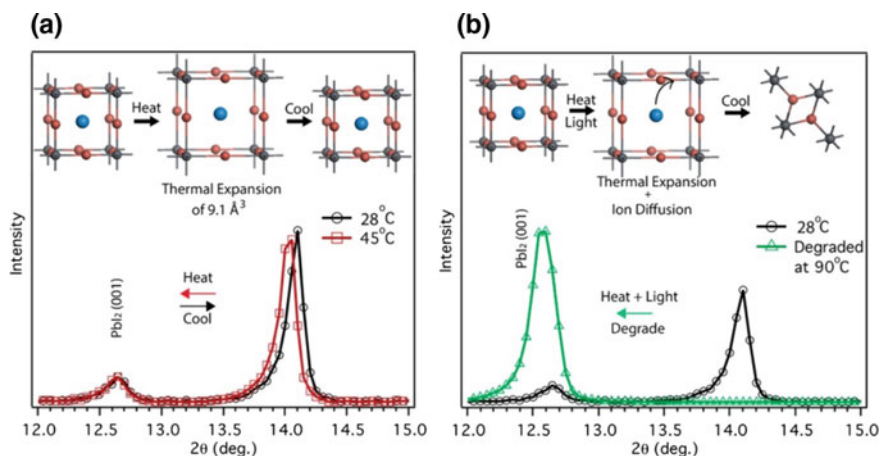 (a)
Heat
Cool
Thermal Expansion
of 9.1 Å³
28°C
45°C
PbI₂ (001)
Heat
Cool
Intensity
12.0 12.5 13.0 13.5 14.0 14.5 15.0
2θ (deg.)
(b)
Heat
Light
Cool
Thermal Expansion
+
Ion Diffusion
28°C
Degraded
at 90°C
PbI₂ (001)
Heat + Light
Degrade
Intensity
12.0 12.5 13.0 13.5 14.0 14.5 15.0
2θ (deg.)